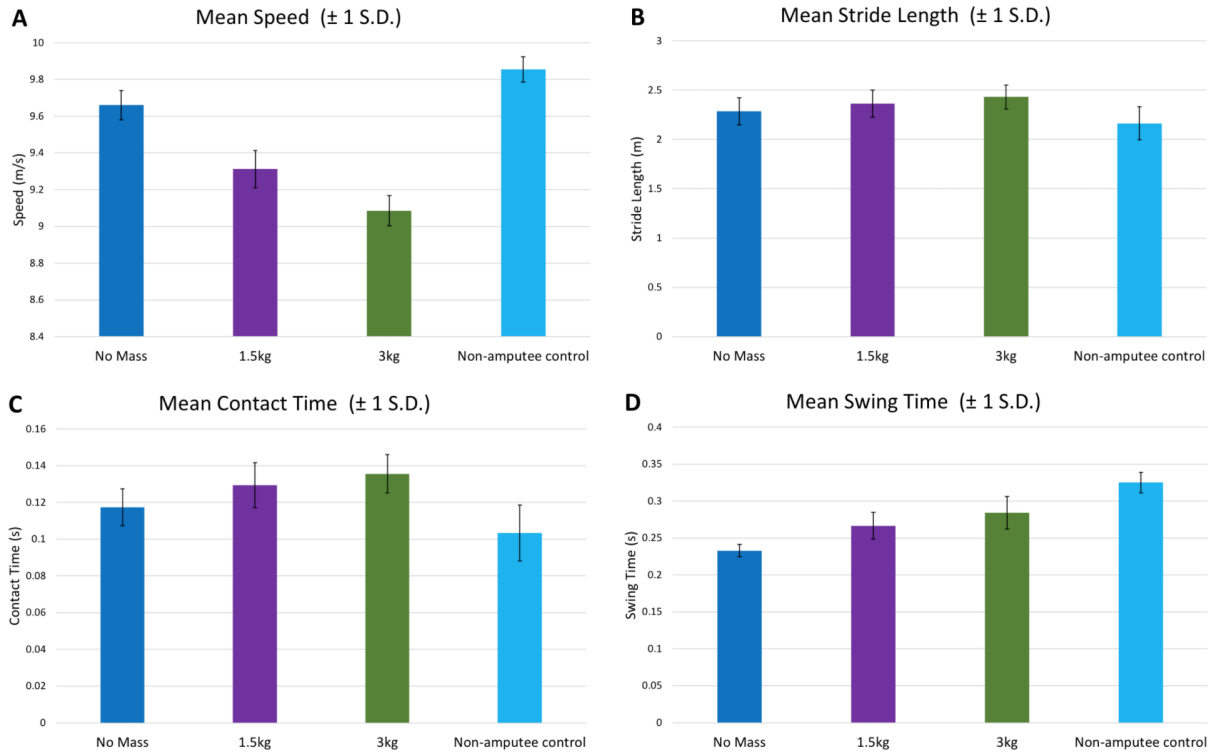 A
Mean Speed (± 1 S.D.)
Speed (m/s)
10
9.8
9.6
9.4
9.2
9
8.8
8.6
8.4
No Mass
1.5kg
3kg
Non-amputee control
B
Mean Stride Length (± 1 S.D.)
Stride Length (m)
3
2.5
2
1.5
1
0.5
0
No Mass
1.5kg
3kg
Non-amputee control
C
Mean Contact Time (± 1 S.D.)
Contact Time (s)
0.16
0.14
0.12
0.1
0.08
0.06
0.04
0.02
0
No Mass
1.5kg
3kg
Non-amputee control
D
Mean Swing Time (± 1 S.D.)
Swing Time (s)
0.4
0.35
0.3
0.25
0.2
0.15
0.1
0.05
0
No Mass
1.5kg
3kg
Non-amputee control